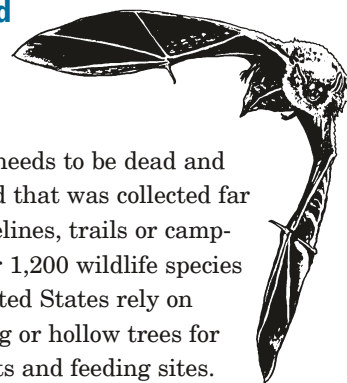 d
needs to be dead and
d that was collected far
elines, trails or camp-
r 1,200 wildlife species
ted States rely on
g or hollow trees for
ts and feeding sites.